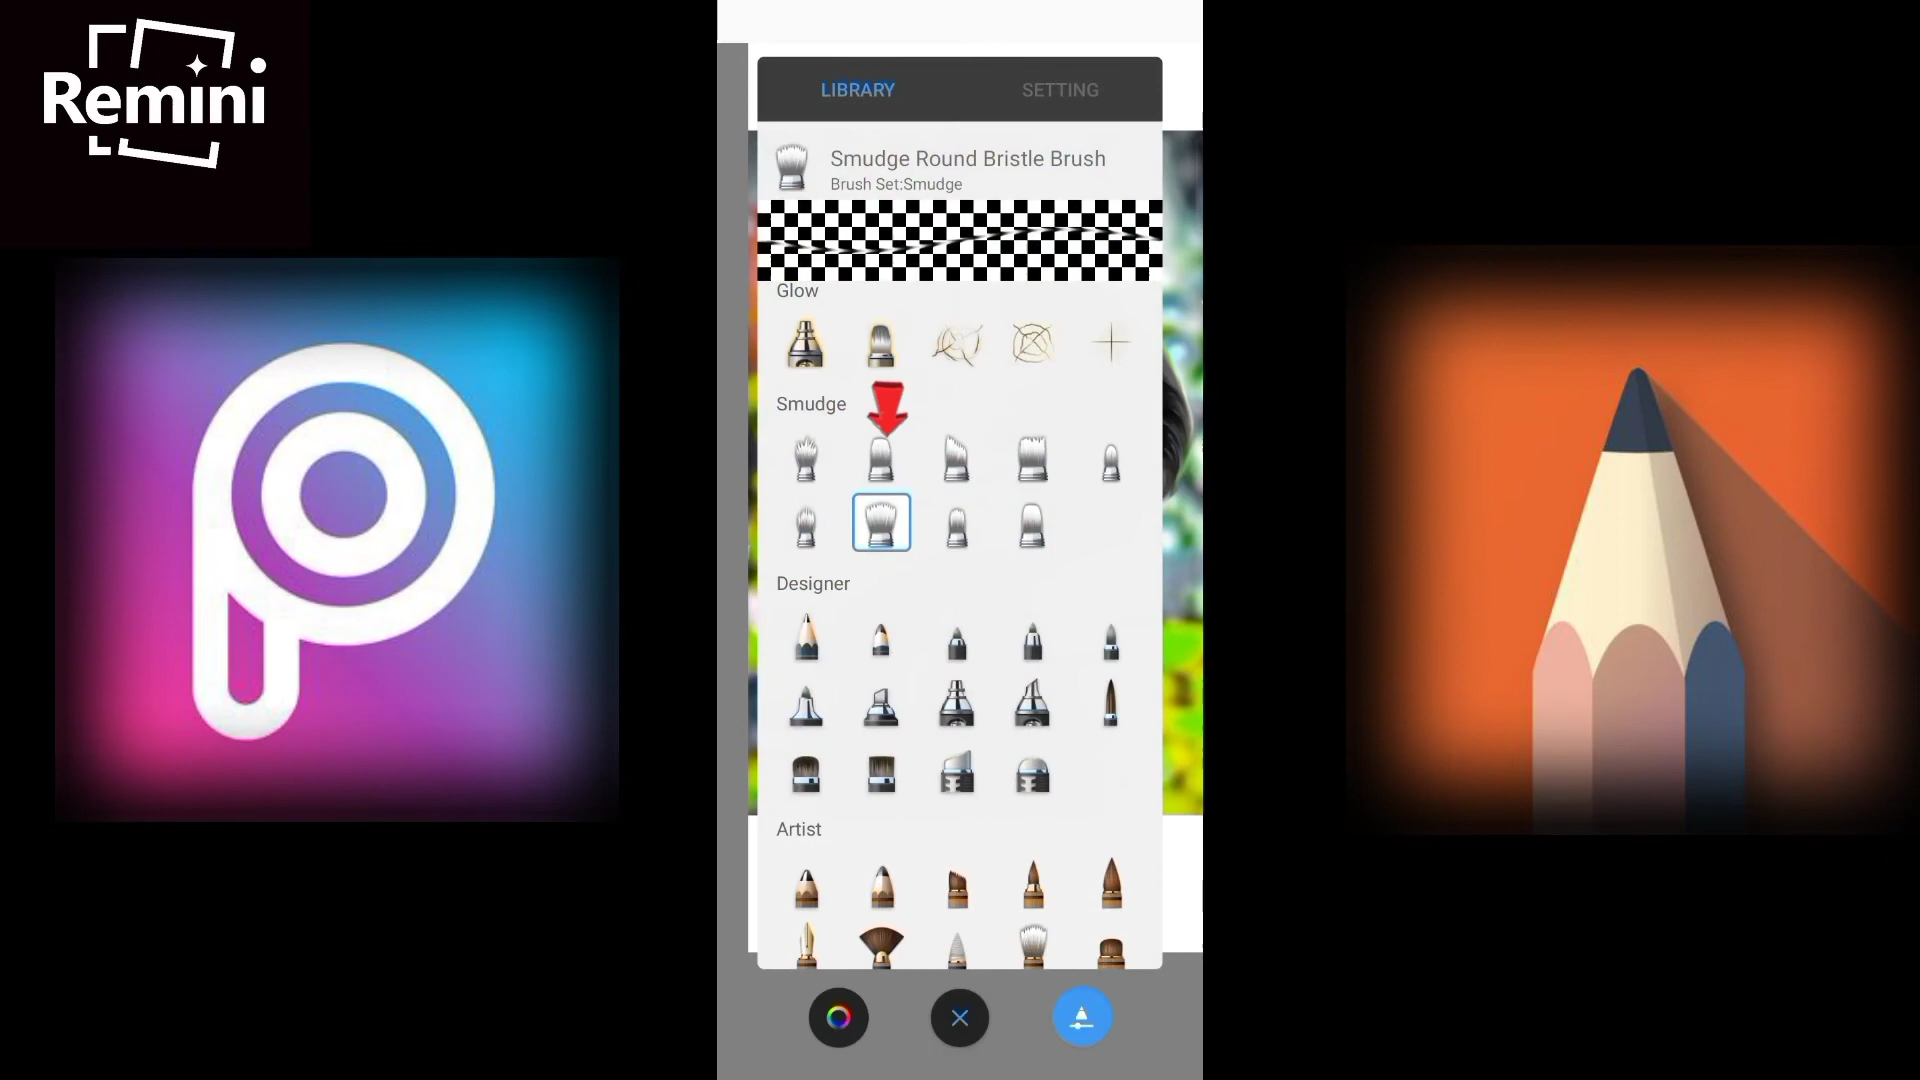 Remini
LIBRARY
SETTING
Smudge Round Bristle Brush
Brush Set:Smudge
Glow
Smudge
Designer
Artist